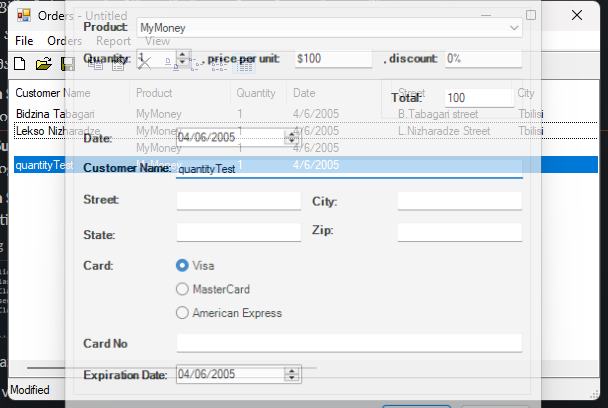 Orders - Untitled
File Orders Report View
Product: MyMoney
Quantity: 1 , price per unit: $100 , discount: 0%
Total: 100
Customer Name Product Quantity Date Street City
Bidzina Tabagari MyMoney 1 4/6/2005 B.Tabagari street Tbilisi
Lekso Nizharadze MyMoney 1 4/6/2005 L.Nizharadze Street Tbilisi
MyMoney 1 4/6/2005
quantityTest MyMoney 1 4/6/2005
Date: 04/06/2005
Customer Name: quantityTest
Street: City:
State: Zip:
Card: Visa
MasterCard
American Express
Card No
Expiration Date: 04/06/2005
Modified